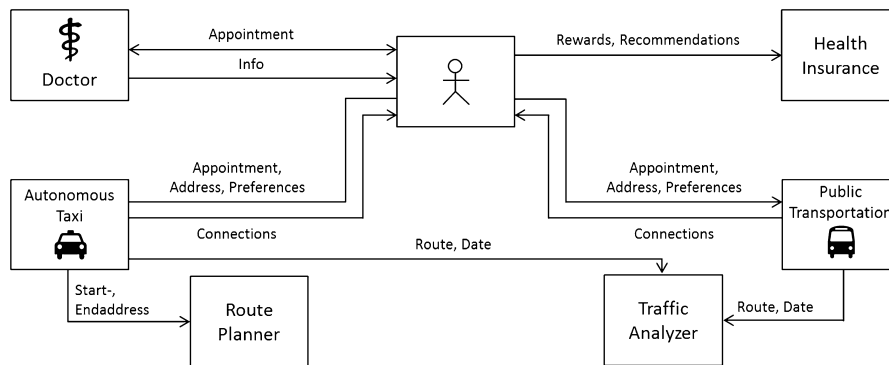 Appointment
Info
Doctor
Rewards, Recommendations
Health
Insurance
Appointment,
Address, Preferences
Connections
Autonomous
Taxi
Appointment,
Address, Preferences
Connections
Public
Transportation
Route, Date
Start-,
Endaddress
Route
Planner
Traffic
Analyzer
Route, Date